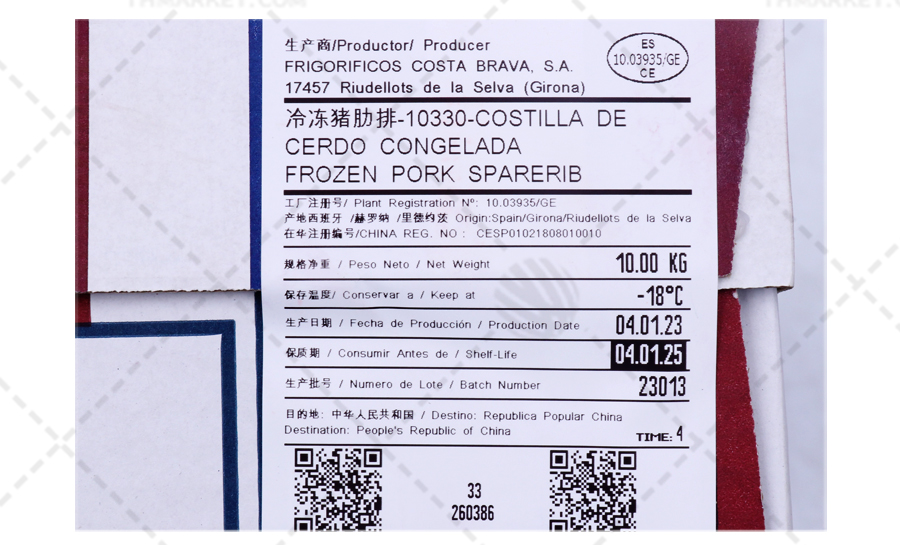 THMARKET.COM
THMARKET.COM
生产商/Productor/ Producer
FRIGORIFICOS COSTA BRAVA, S.A.
17457 Riudellots de la Selva (Girona)
ES
10.03935/GE
CE
冷冻猪肋排-10330-COSTILLA DE
CERDO CONGELADA
FROZEN PORK SPARERIB
工厂注册号/ Plant Registration Nº: 10.03935/GE
产地西班牙 /赫罗纳 /里德约茨 Origin:Spain/Girona/Riudellots de la Selva
在华注册编号/CHINA REG. NO : CESP01021808010010
规格净重 / Peso Neto / Net Weight 10.00 KG
保存温度/ Conservar a / Keep at -18°C
生产日期 / Fecha de Producción / Production Date 04.01.23
保质期 / Consumir Antes de / Shelf-Life 04.01.25
生产批号 / Numero de Lote / Batch Number 23013
目的地: 中华人民共和国 / Destino: Republica Popular China
Destination: People's Republic of China
TIME: 4
33
260386